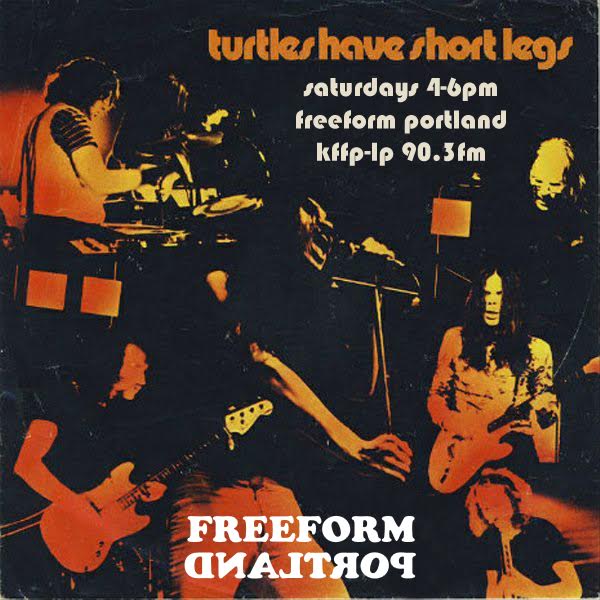 turtles have short legs
saturdays 4-6pm
freeform portland
kffp-lp 90.3fm
FREEFORM
PORTLAND